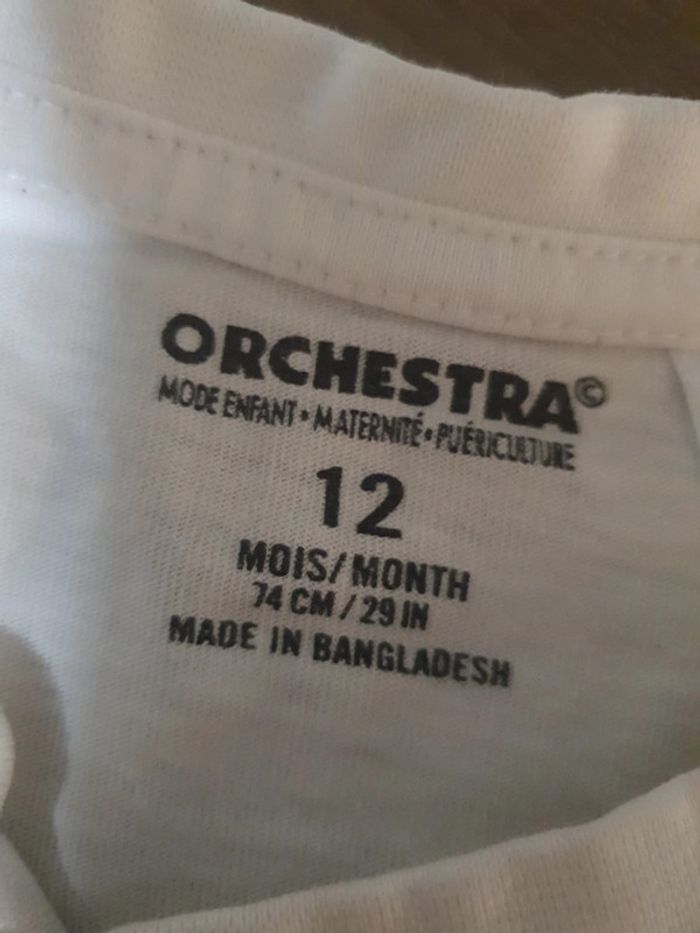 ORCHESTRA©
MODE ENFANT • MATERNITÉ • PUÉRICULTURE
12
MOIS/MONTH
74 CM / 29 IN
MADE IN BANGLADESH